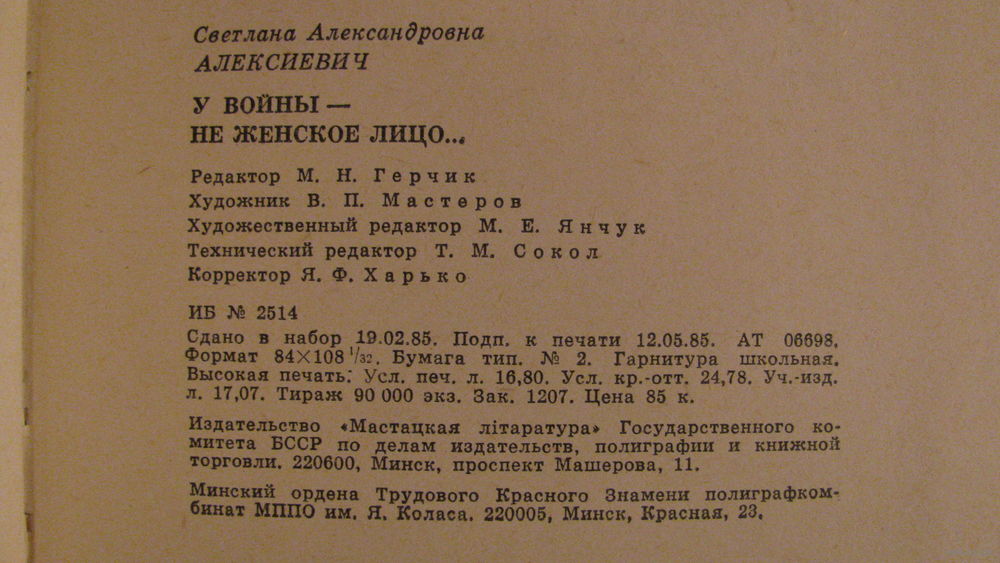 Светлана Александровна
АЛЕКСИЕВИЧ
У ВОЙНЫ —
НЕ ЖЕНСКОЕ ЛИЦО...
Редактор М. Н. Герчик
Художник В. П. Мастеров
Художественный редактор М. Е. Янчук
Технический редактор Т. М. Сокол
Корректор Я. Ф. Харько
ИБ № 2514
Сдано в набор 19.02.85. Подп. к печати 12.05.85. АТ 06698.
Формат 84×108 1/32. Бумага тип. № 2. Гарнитура школьная.
Высокая печать. Усл. печ. л. 16,80. Усл. кр.-отт. 24,78. Уч.-изд.
л. 17,07. Тираж 90 000 экз. Зак. 1207. Цена 85 к.
Издательство «Мастацкая літаратура» Государственного ко-
митета БССР по делам издательств, полиграфии и книжной
торговли. 220600, Минск, проспект Машерова, 11.
Минский ордена Трудового Красного Знамени полиграфком-
бинат МППО им. Я. Коласа. 220005, Минск, Красная, 23.